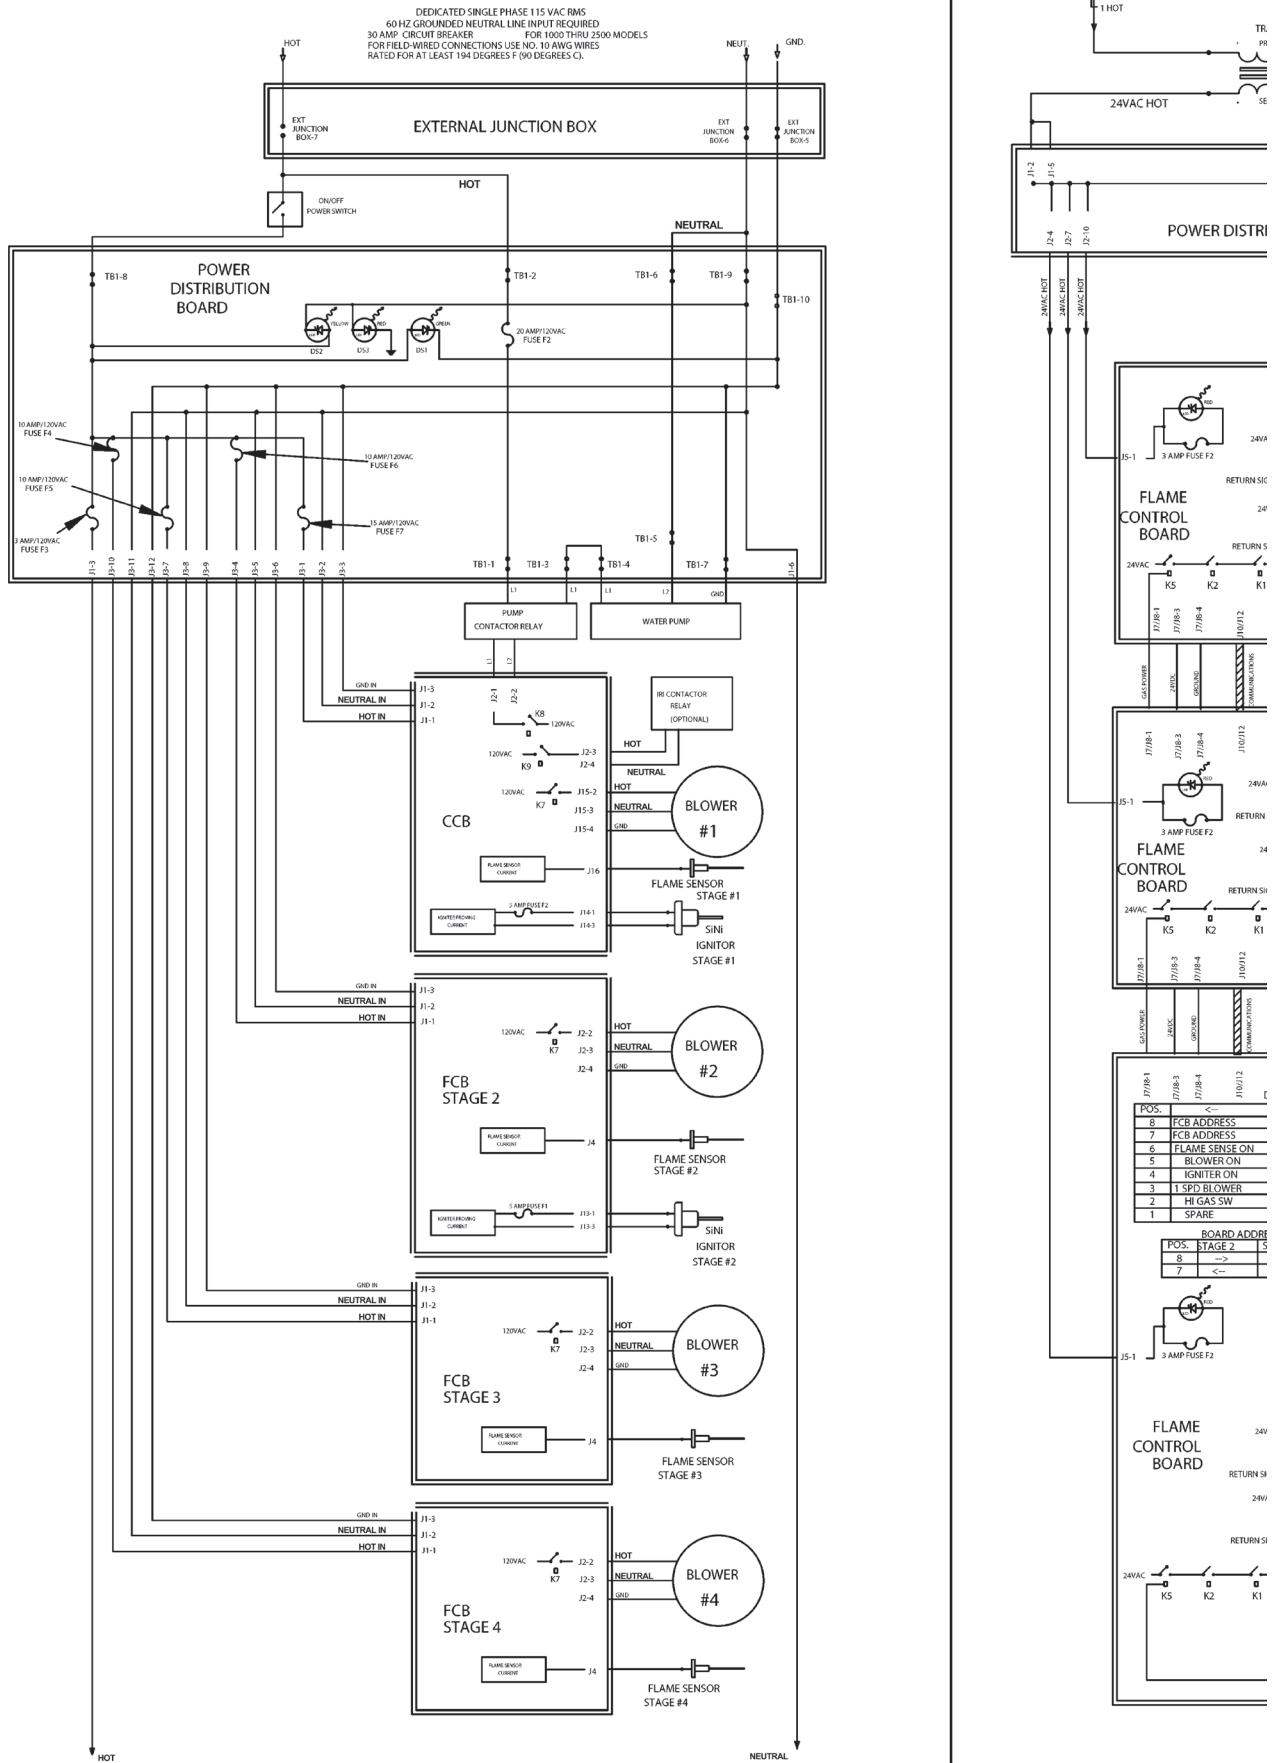 DEDICATED SINGLE PHASE 115 VAC RMS
60 HZ GROUNDED NEUTRAL LINE INPUT REQUIRED
30 AMP CIRCUIT BREAKER FOR 1000 THRU 2500 MODELS
FOR FIELD-WIRED CONNECTIONS USE NO. 10 AWG WIRES
RATED FOR AT LEAST 194 DEGREES F (90 DEGREES C).
HOT
NEUT.
GND.
EXT
JUNCTION
BOX-7
EXTERNAL JUNCTION BOX
EXT
JUNCTION
BOX-6
EXT
JUNCTION
BOX-5
HOT
ON/OFF
POWER SWITCH
NEUTRAL
POWER
DISTRIBUTION
BOARD
TB1-8
TB1-2
TB1-6
TB1-9
TB1-10
YELLOW
RED
GREEN
DS2
DS3
DS1
20 AMP/120VAC
FUSE F2
10 AMP/120VAC
FUSE F4
10 AMP/120VAC
FUSE F6
10 AMP/120VAC
FUSE F5
15 AMP/120VAC
FUSE F7
3 AMP/120VAC
FUSE F3
TB1-5
TB1-1
TB1-3
TB1-4
TB1-7
J1-3
J3-10
J3-11
J3-12
J3-7
J3-8
J3-9
J3-4
J3-5
J3-6
J3-1
J3-2
J3-3
J1-6
L1
L1
L1
L2
GND
PUMP
CONTACTOR RELAY
WATER PUMP
L1
L2
GND IN
NEUTRAL IN
HOT IN
J1-3
J1-2
J1-1
J2-1
J2-2
K8
120VAC
120VAC
K9
J2-3
J2-4
HOT
NEUTRAL
IRI CONTACTOR
RELAY
(OPTIONAL)
120VAC
K7
J15-2
J15-3
J15-4
HOT
NEUTRAL
GND
BLOWER
#1
CCB
FLAME SENSOR
CURRENT
J16
FLAME SENSOR
STAGE #1
IGNITER PROVING
CURRENT
5 AMP FUSE F2
J14-1
J14-3
SiNi
IGNITOR
STAGE #1
GND IN
NEUTRAL IN
HOT IN
J1-3
J1-2
J1-1
120VAC
K7
J2-2
J2-3
J2-4
HOT
NEUTRAL
GND
BLOWER
#2
FCB
STAGE 2
FLAME SENSOR
CURRENT
J4
FLAME SENSOR
STAGE #2
IGNITER PROVING
CURRENT
5 AMP FUSE F1
J13-1
J13-3
SiNi
IGNITOR
STAGE #2
GND IN
NEUTRAL IN
HOT IN
J1-3
J1-2
J1-1
120VAC
K7
J2-2
J2-3
J2-4
HOT
NEUTRAL
GND
BLOWER
#3
FCB
STAGE 3
FLAME SENSOR
CURRENT
J4
FLAME SENSOR
STAGE #3
GND IN
NEUTRAL IN
HOT IN
J1-3
J1-2
J1-1
120VAC
K7
J2-2
J2-3
J2-4
HOT
NEUTRAL
GND
BLOWER
#4
FCB
STAGE 4
FLAME SENSOR
CURRENT
J4
FLAME SENSOR
STAGE #4
HOT
NEUTRAL
1 HOT
24VAC HOT
J1-2
J1-5
J2-4
J2-7
J2-10
POWER DISTRI
24VAC HOT
24VAC HOT
24VAC HOT
RED
J5-1
3 AMP FUSE F2
FLAME
CONTROL
BOARD
24VAC
K5
K2
K1
J7/J8-1
J7/J8-3
J7/J8-4
J10/J12
GAS POWER
24VDC
GROUND
COMMUNICATIONS
J7/J8-1
J7/J8-3
J7/J8-4
J10/J12
RED
J5-1
3 AMP FUSE F2
RETURN
FLAME
CONTROL
BOARD
24VAC
K5
K2
K1
J7/J8-1
J7/J8-3
J7/J8-4
J10/J12
GAS POWER
24VDC
GROUND
COMMUNICATIONS
J7/J8-1
J7/J8-3
J7/J8-4
J10/J12
POS. <--
8 FCB ADDRESS
7 FCB ADDRESS
6 FLAME SENSE ON
5 BLOWER ON
4 IGNITER ON
3 1 SPD BLOWER
2 HI GAS SW
1 SPARE
BOARD ADDRE
POS. STAGE 2 S
8 -->
7 <--
RED
J5-1
3 AMP FUSE F2
FLAME
CONTROL
BOARD
24VAC
K5
K2
K1